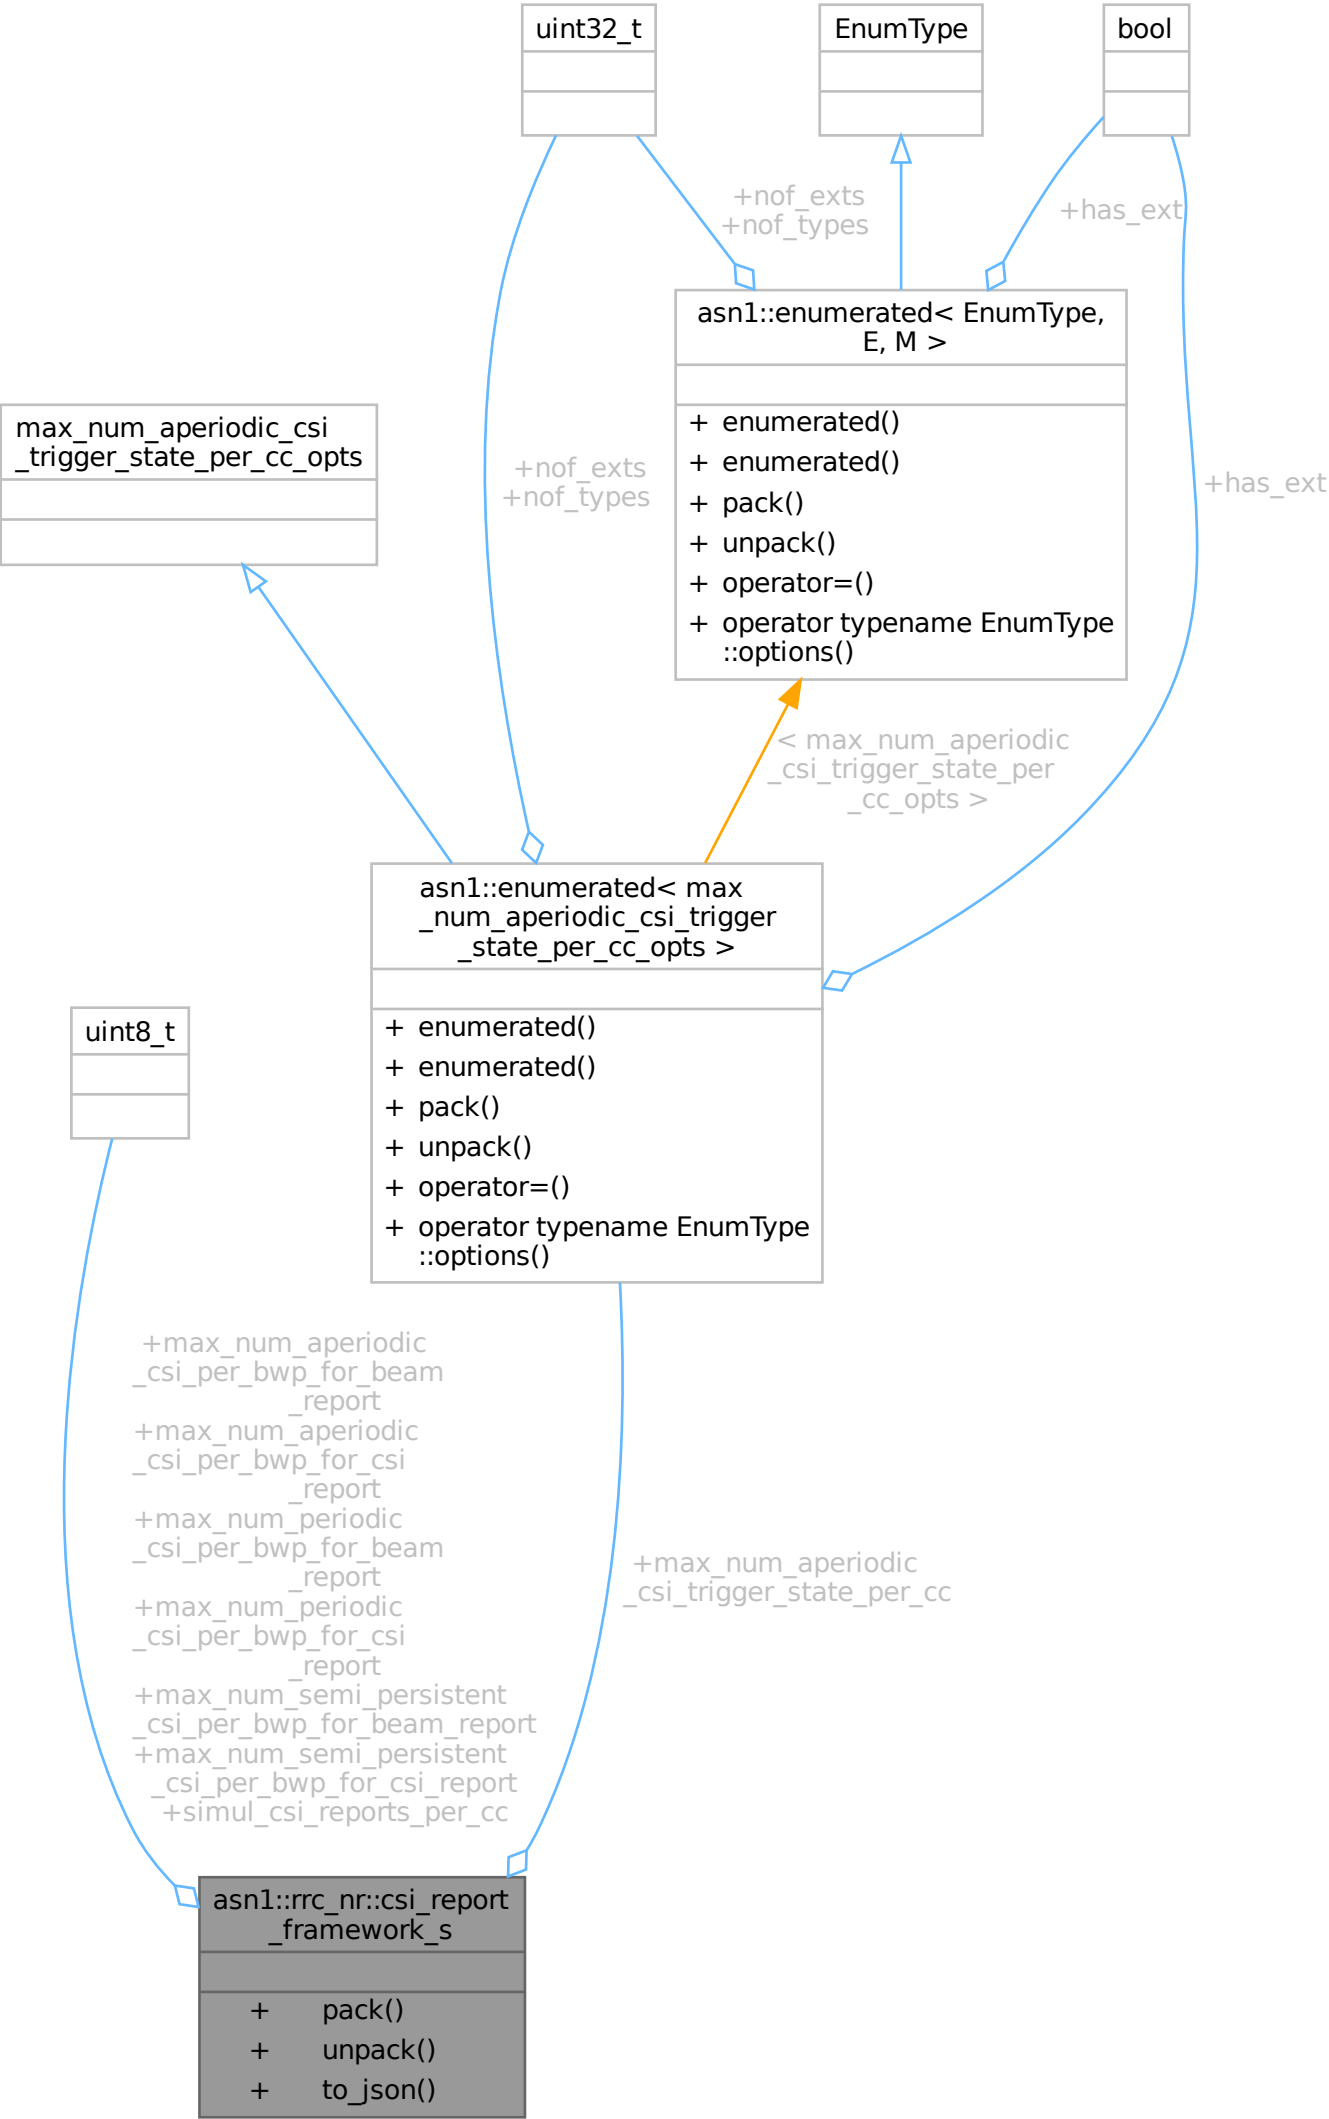 uint32_t
EnumType
bool
+nof_exts
+nof_types
+has_ext
asn1::enumerated< EnumType,
E, M >
+ enumerated()
+ enumerated()
+ pack()
+ unpack()
+ operator=()
+ operator typename EnumType
::options()
max_num_aperiodic_csi
_trigger_state_per_cc_opts
+nof_exts
+nof_types
+has_ext
< max_num_aperiodic
_csi_trigger_state_per
_cc_opts >
asn1::enumerated< max
_num_aperiodic_csi_trigger
_state_per_cc_opts >
+ enumerated()
+ enumerated()
+ pack()
+ unpack()
+ operator=()
+ operator typename EnumType
::options()
uint8_t
+max_num_aperiodic
_csi_per_bwp_for_beam
_report
+max_num_aperiodic
_csi_per_bwp_for_csi
_report
+max_num_periodic
_csi_per_bwp_for_beam
_report
+max_num_periodic
_csi_per_bwp_for_csi
_report
+max_num_semi_persistent
_csi_per_bwp_for_beam_report
+max_num_semi_persistent
_csi_per_bwp_for_csi_report
+simul_csi_reports_per_cc
+max_num_aperiodic
_csi_trigger_state_per_cc
asn1::rrc_nr::csi_report
_framework_s
+ pack()
+ unpack()
+ to_json()